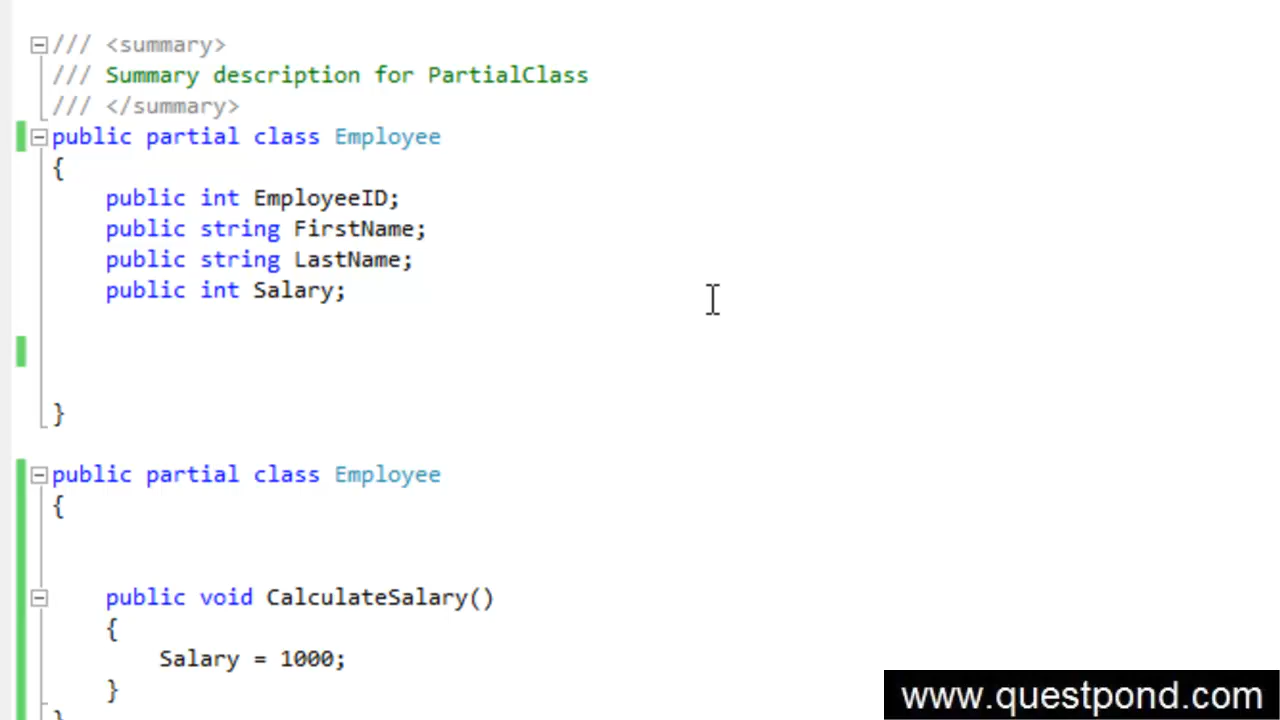 /// <summary>
/// Summary description for PartialClass
/// </summary>
public partial class Employee
{
    public int EmployeeID;
    public string FirstName;
    public string LastName;
    public int Salary;
}
public partial class Employee
{
    public void CalculateSalary()
    {
        Salary = 1000;
    }
}
www.questpond.com